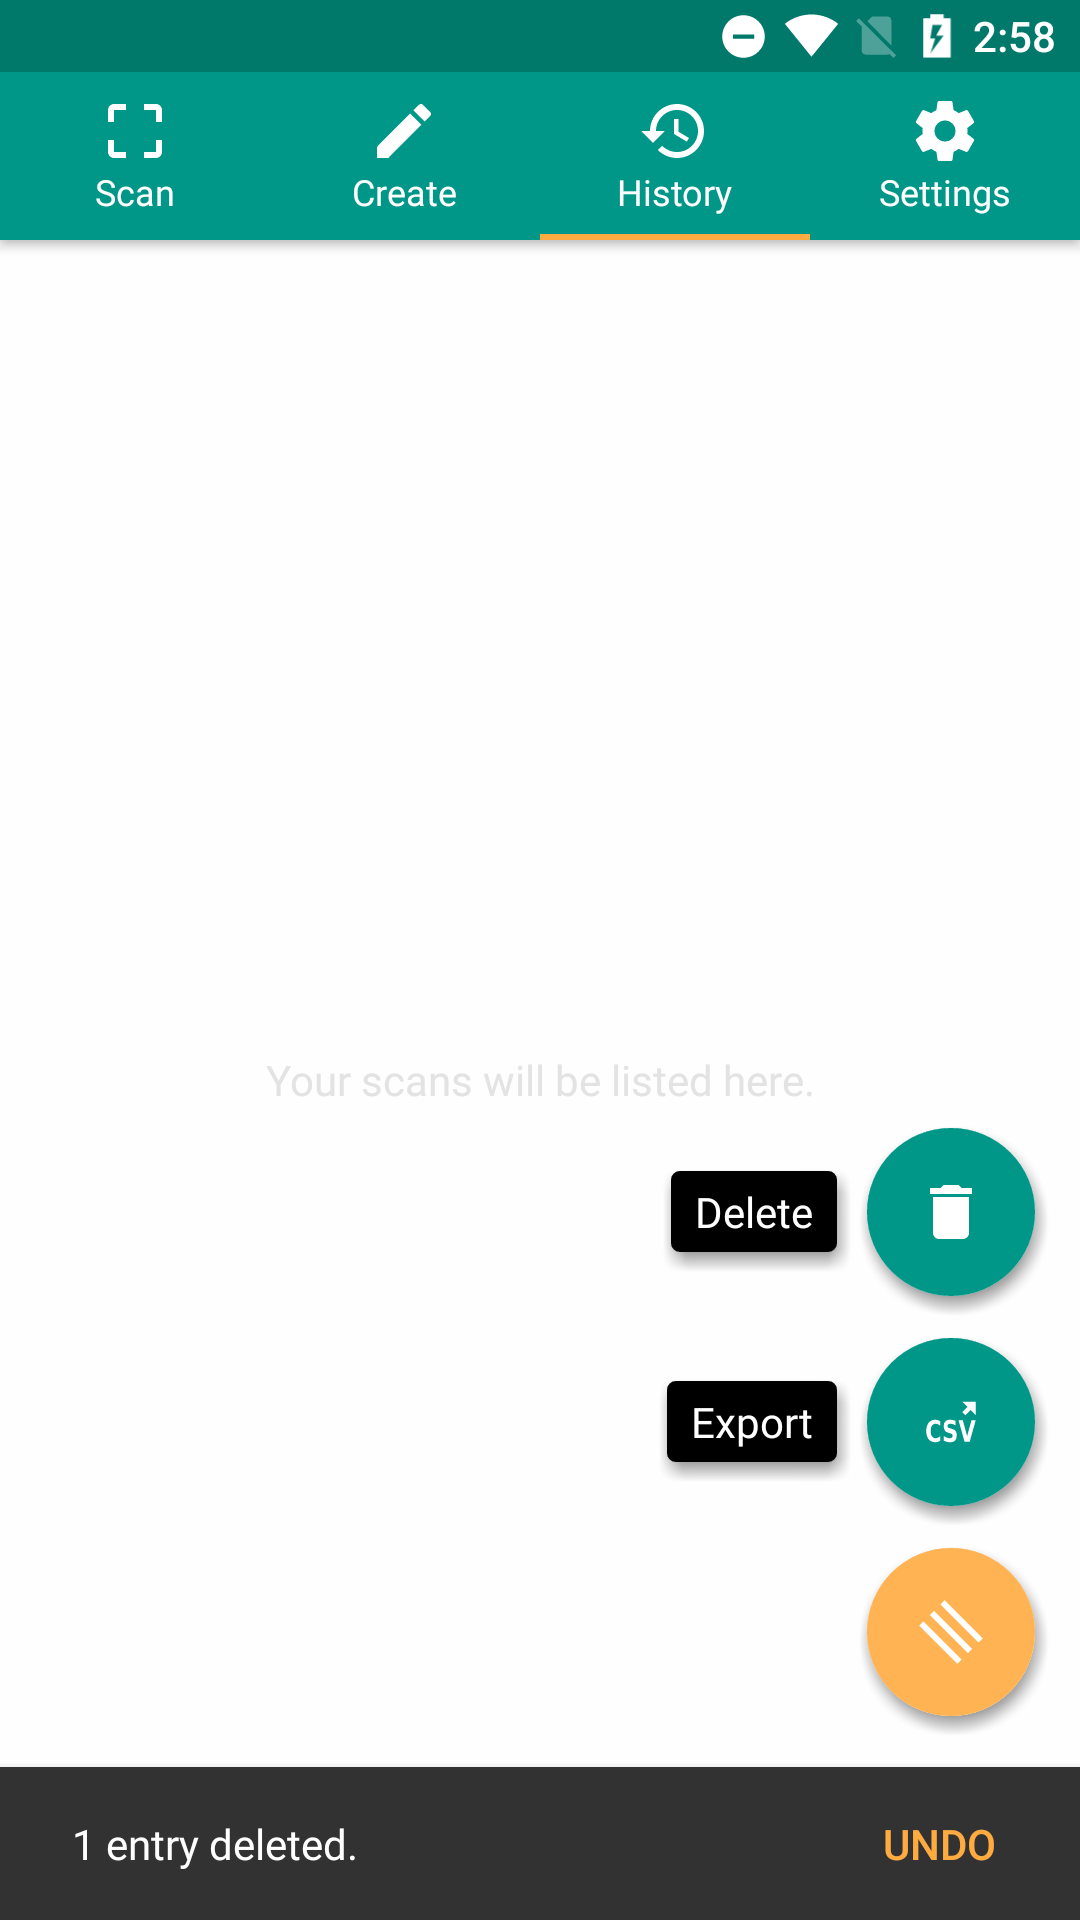 2:58
Scan Create History Settings
Your scans will be listed here.
Delete
Export
CSV
1 entry deleted. UNDO